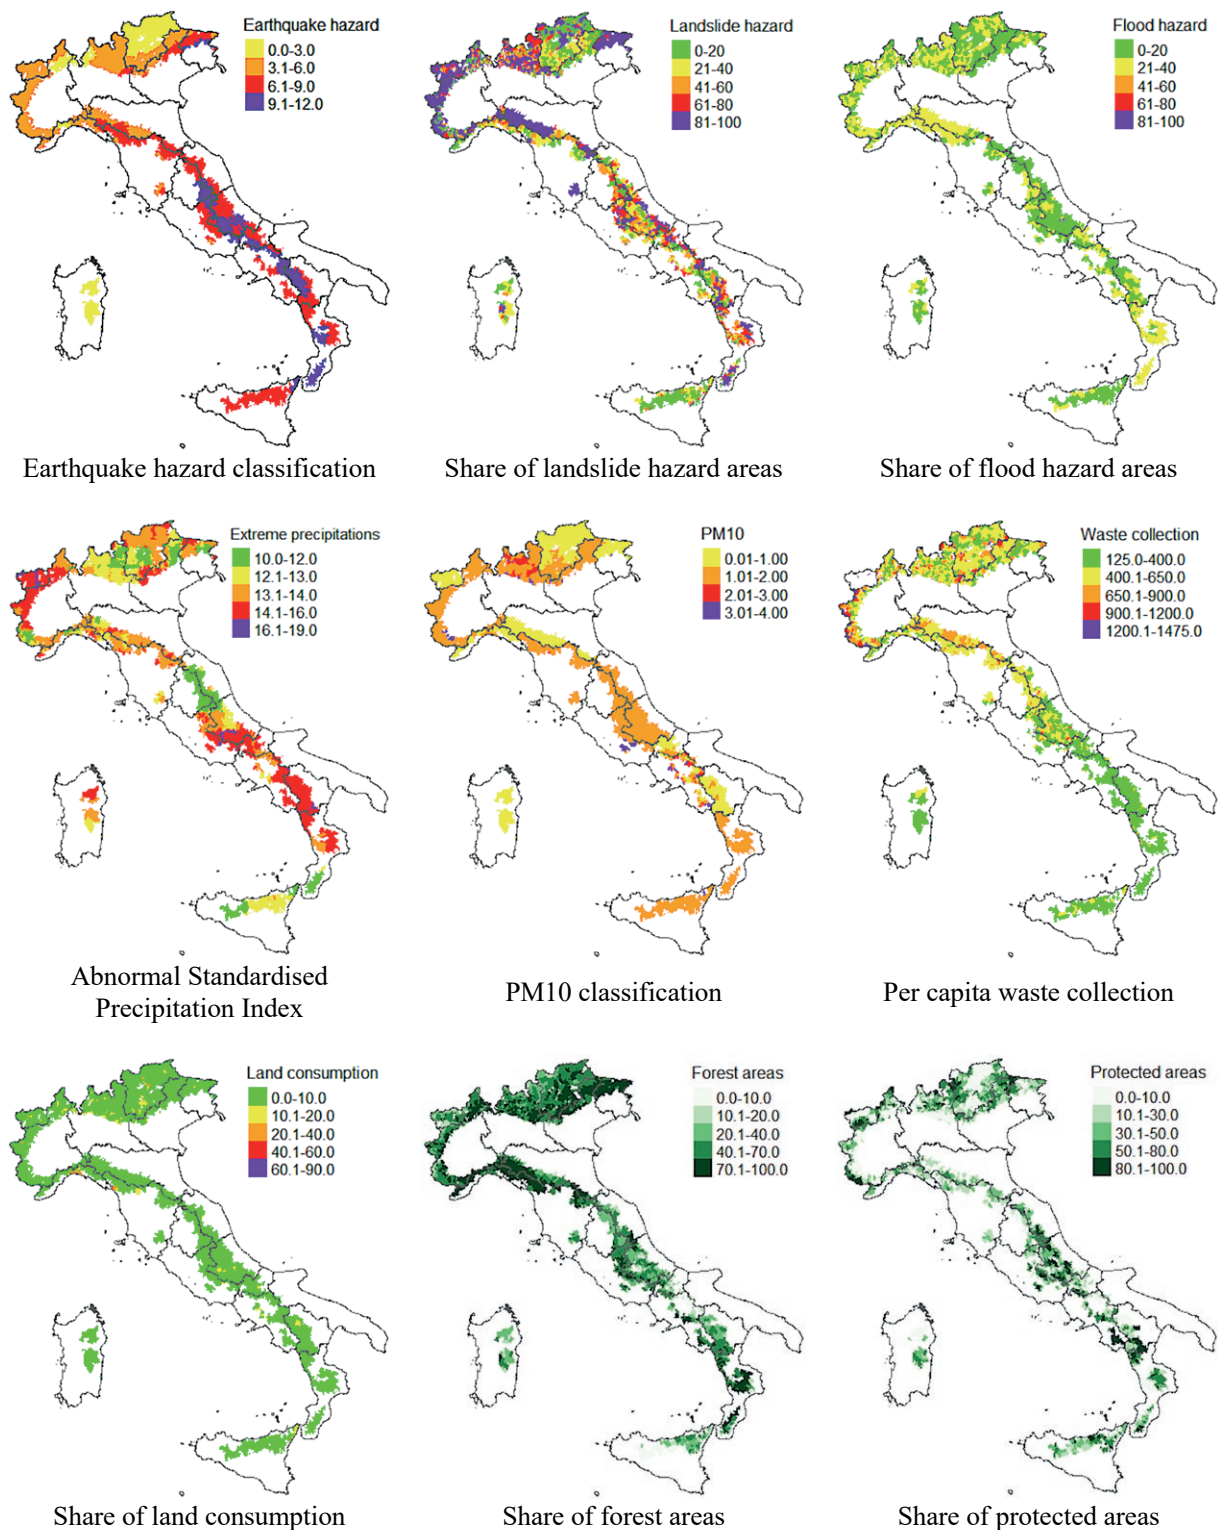 Earthquake hazard
0.0-3.0
3.1-6.0
6.1-9.0
9.1-12.0
Earthquake hazard classification
Landslide hazard
0-20
21-40
41-60
61-80
81-100
Share of landslide hazard areas
Flood hazard
0-20
21-40
41-60
61-80
81-100
Share of flood hazard areas
Extreme precipitations
10.0-12.0
12.1-13.0
13.1-14.0
14.1-16.0
16.1-19.0
Abnormal Standardised
Precipitation Index
PM10
0.01-1.00
1.01-2.00
2.01-3.00
3.01-4.00
PM10 classification
Waste collection
125.0-400.0
400.1-650.0
650.1-900.0
900.1-1200.0
1200.1-1475.0
Per capita waste collection
Land consumption
0.0-10.0
10.1-20.0
20.1-40.0
40.1-60.0
60.1-90.0
Share of land consumption
Forest areas
0.0-10.0
10.1-20.0
20.1-40.0
40.1-70.0
70.1-100.0
Share of forest areas
Protected areas
0.0-10.0
10.1-30.0
30.1-50.0
50.1-80.0
80.1-100.0
Share of protected areas